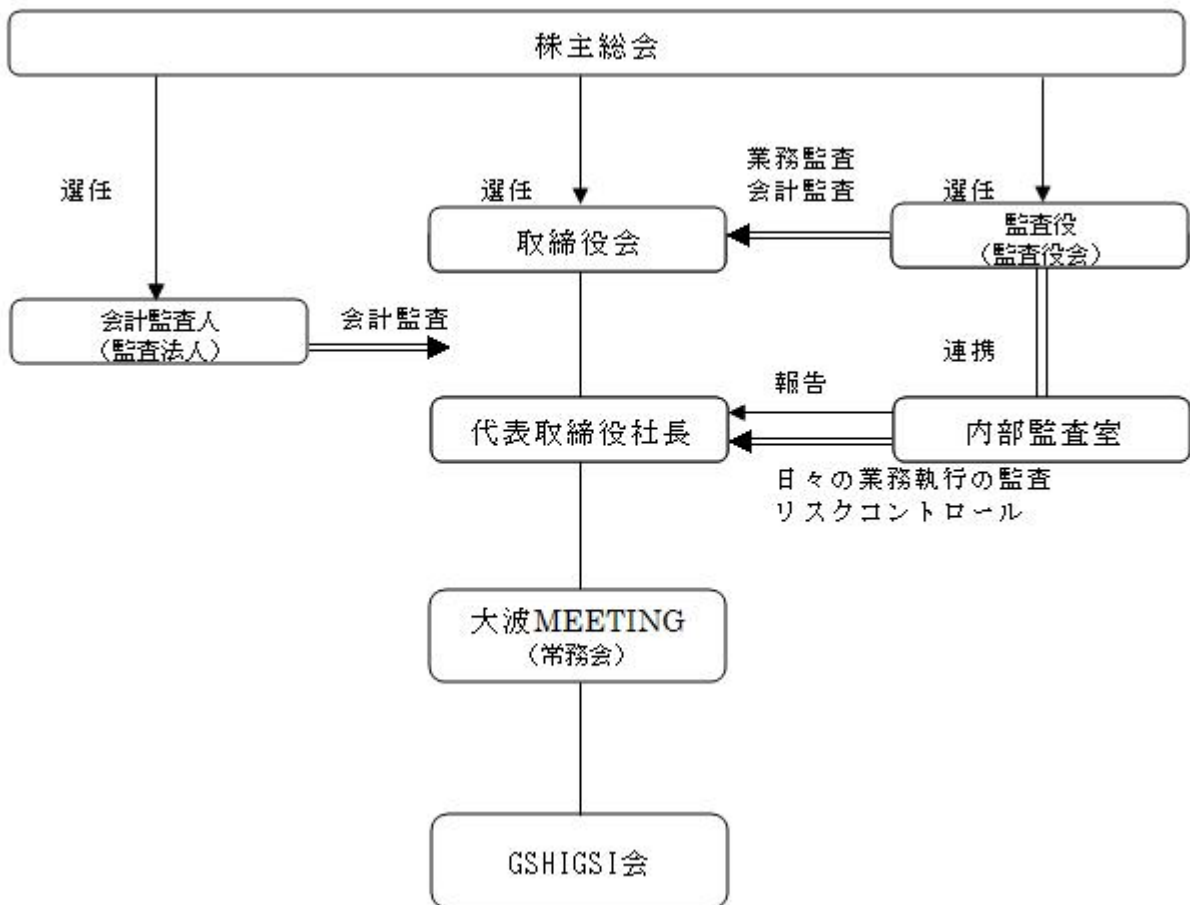 株主総会
選任
選任
業務監査
会計監査
選任
取締役会
監査役
（監査役会）
会計監査人
（監査法人）
会計監査
連携
報告
代表取締役社長
内部監査室
日々の業務執行の監査
リスクコントロール
大波MEETING
（常務会）
GSHIGSI会